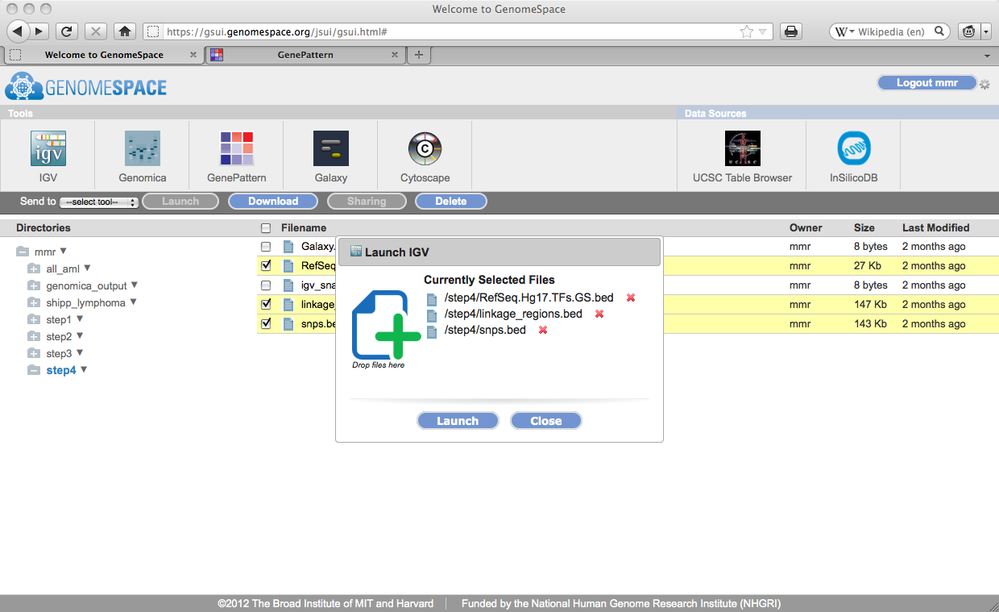 Welcome to GenomeSpace
https://gsui.genomespace.org/jsui/gsui.html#
W Wikipedia (en)
Welcome to GenomeSpace
GenePattern
GENOMESPACE
Logout mmr
Tools
Data Sources
igv
IGV
Genomica
GenePattern
Galaxy
C
Cytoscape
UCSC
UCSC Table Browser
InSilicoDB
Send to --select tool-- Launch Download Sharing Delete
Directories
Filename Owner Size Last Modified
mmr
all_aml
genomica_output
shipp_lymphoma
step1
step2
step3
step4
Galaxy. mmr 8 bytes 2 months ago
RefSeq mmr 27 Kb 2 months ago
igv_sna mmr 8 bytes 2 months ago
linkage_ mmr 147 Kb 2 months ago
snps.be mmr 143 Kb 2 months ago
Launch IGV
Currently Selected Files
/step4/RefSeq.Hg17.TFs.GS.bed
/step4/linkage_regions.bed
/step4/snps.bed
Drop files here
Launch Close
©2012 The Broad Institute of MIT and Harvard Funded by the National Human Genome Research Institute (NHGRI)